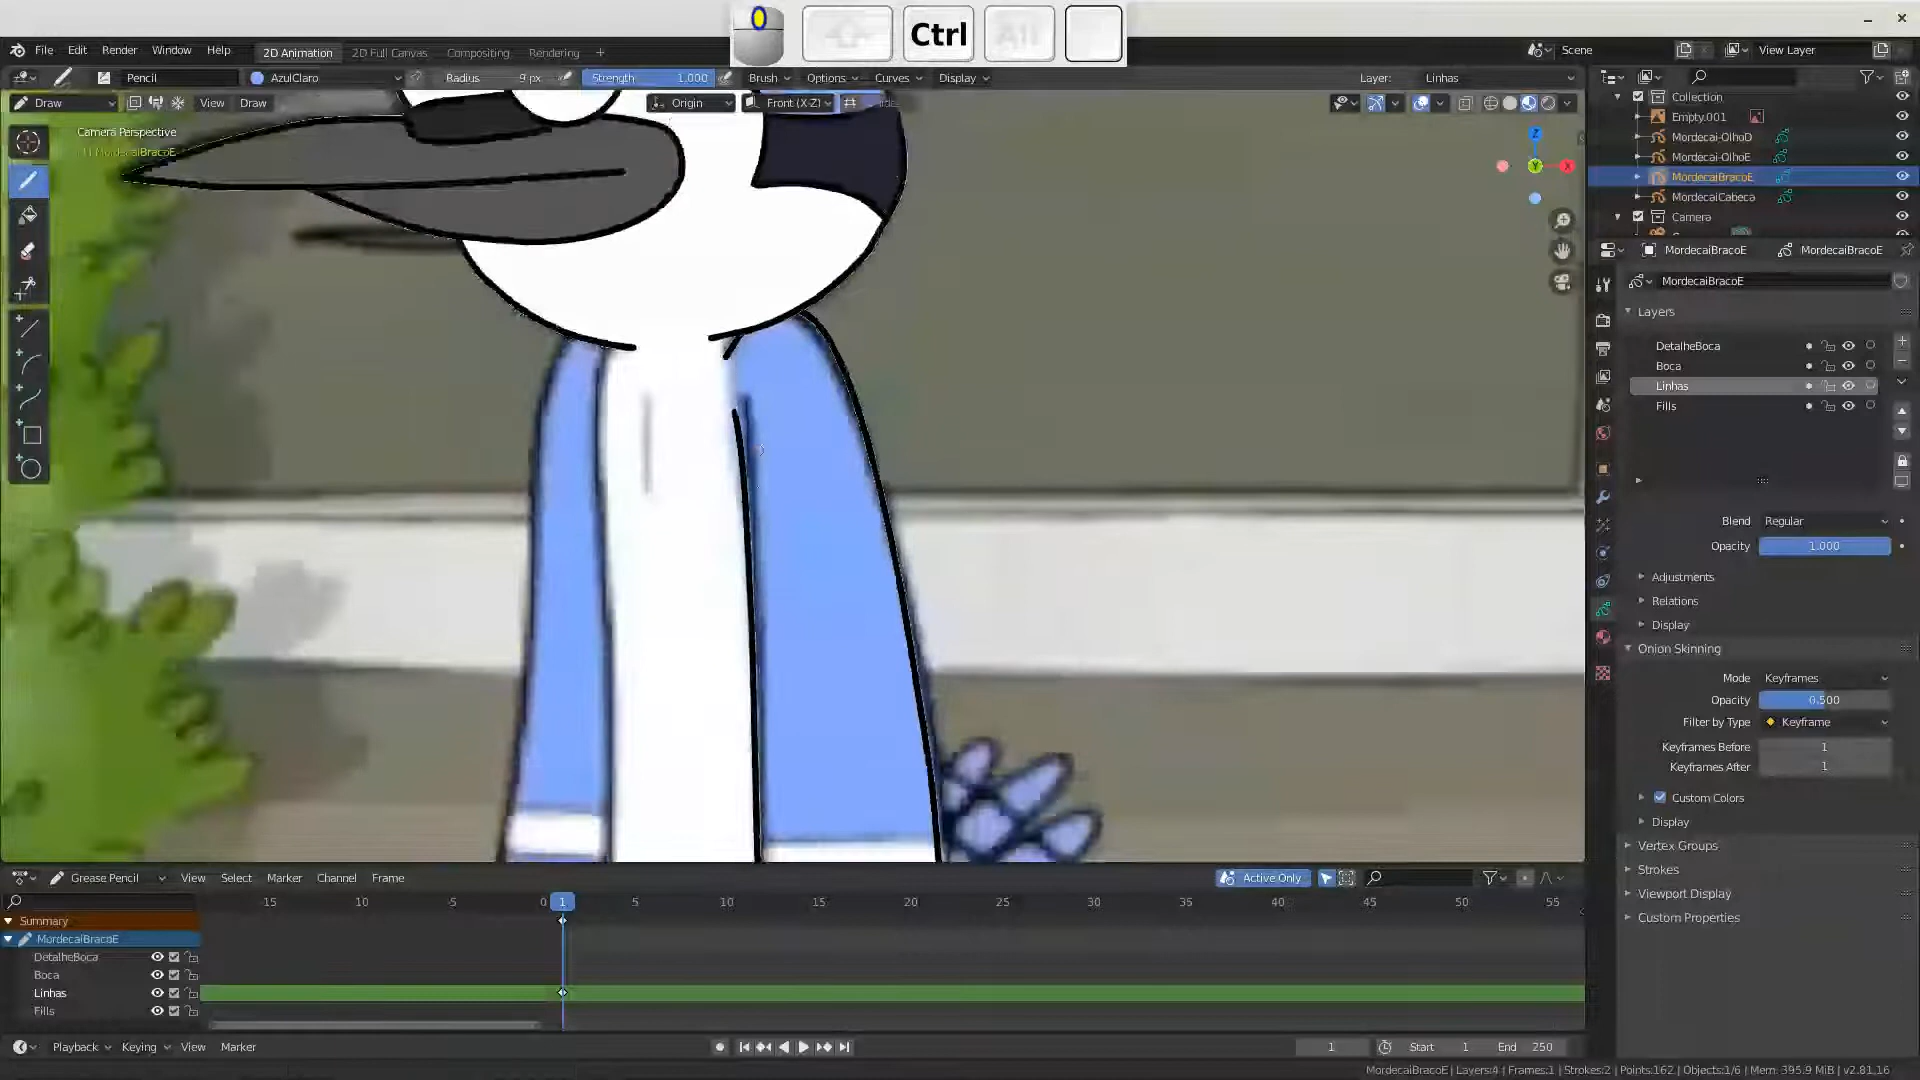 Ctrl
Alt
File Edit Render Window Help 2D Animation 2D Full Canvas Compositing Rendering +
Scene View Layer
Pencil AzulClaro Radius 9 px Strength 1.000 Brush Options Curves Display Layer: Linhas
Draw View Draw Origin Front (X-Z)
Camera Perspective
(1) MordecaiBracoE
Z
Y
X
Collection
Empty.001
Mordecai-OlhoD
Mordecai-OlhoE
MordecaiBracoE
MordecaiCabeca
Camera
MordecaiBracoE MordecaiBracoE
MordecaiBracoE
Layers
DetalheBoca
Boca
Linhas
Fills
Blend Regular
Opacity 1.000
Adjustments
Relations
Display
Onion Skinning
Mode Keyframes
Opacity 0.500
Filter by Type Keyframe
Keyframes Before 1
Keyframes After 1
Custom Colors
Display
Vertex Groups
Strokes
Viewport Display
Custom Properties
Grease Pencil View Select Marker Channel Frame Active Only
-15 -10 -5 0 1 5 10 15 20 25 30 35 40 45 50 55
Summary
MordecaiBracoE
DetalheBoca
Boca
Linhas
Fills
Playback Keying View Marker 1 Start 1 End 250
MordecaiBracoE | Layers:4 | Frames:1 | Strokes:2 | Points:162 | Objects:1/6 | Mem: 395.9 MiB | v2.81.16